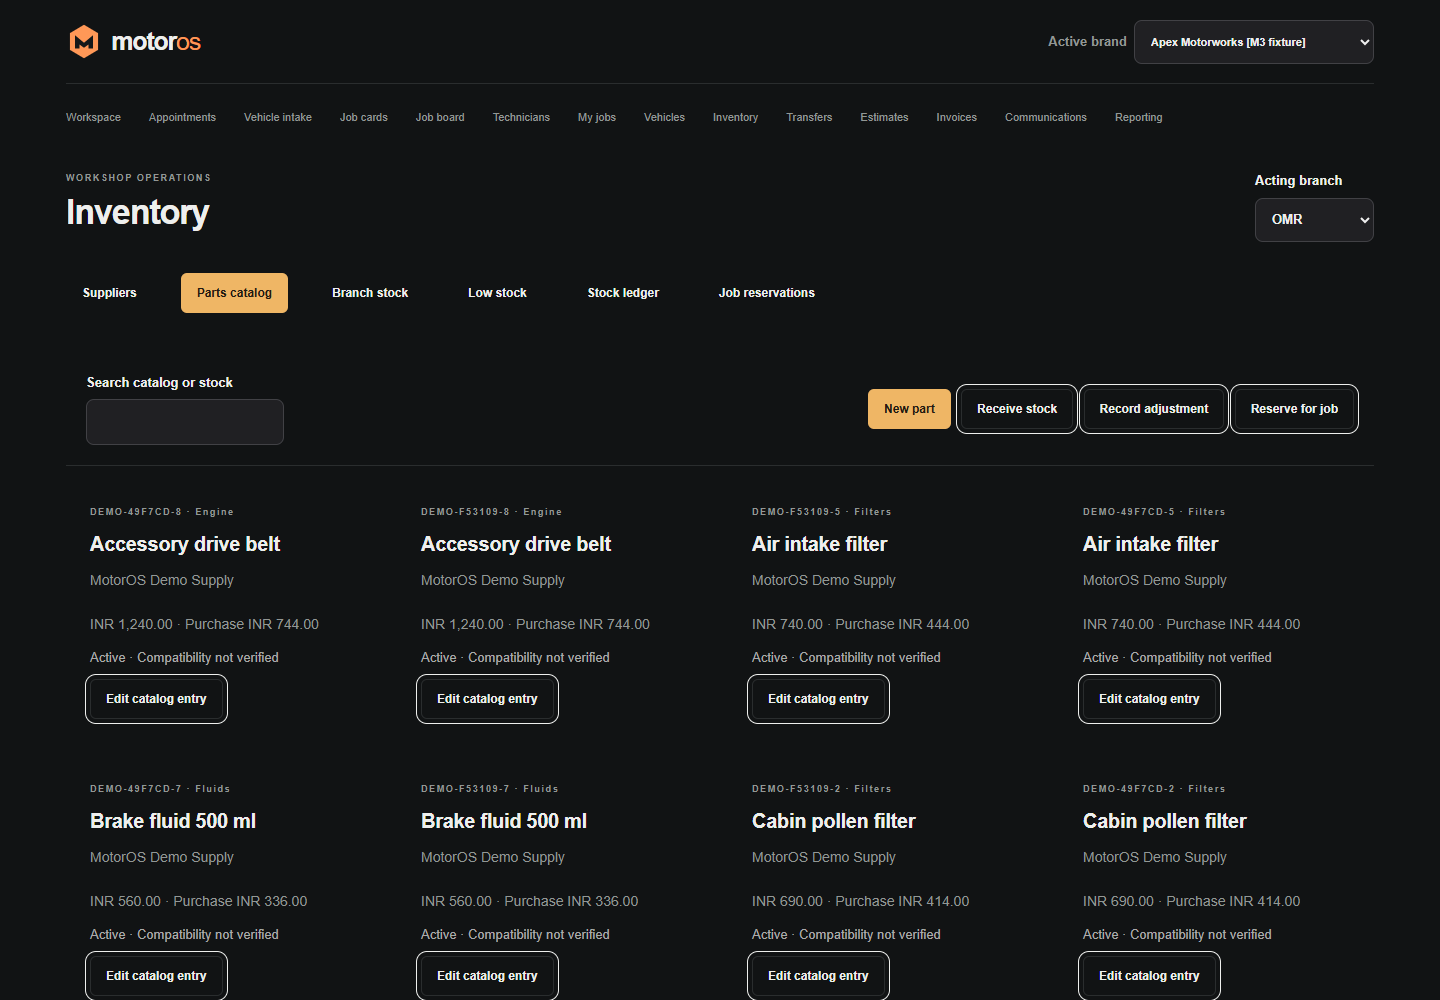 motoros
Active brand
Apex Motorworks [M3 fixture]
Workspace Appointments Vehicle intake Job cards Job board Technicians My jobs Vehicles Inventory Transfers Estimates Invoices Communications Reporting
WORKSHOP OPERATIONS
Inventory
Acting branch
OMR
Suppliers Parts catalog Branch stock Low stock Stock ledger Job reservations
Search catalog or stock
New part Receive stock Record adjustment Reserve for job
DEMO-49F7CD-8 · Engine
Accessory drive belt
MotorOS Demo Supply
INR 1,240.00 · Purchase INR 744.00
Active · Compatibility not verified
Edit catalog entry
DEMO-F53109-8 · Engine
Accessory drive belt
MotorOS Demo Supply
INR 1,240.00 · Purchase INR 744.00
Active · Compatibility not verified
Edit catalog entry
DEMO-F53109-5 · Filters
Air intake filter
MotorOS Demo Supply
INR 740.00 · Purchase INR 444.00
Active · Compatibility not verified
Edit catalog entry
DEMO-49F7CD-5 · Filters
Air intake filter
MotorOS Demo Supply
INR 740.00 · Purchase INR 444.00
Active · Compatibility not verified
Edit catalog entry
DEMO-49F7CD-7 · Fluids
Brake fluid 500 ml
MotorOS Demo Supply
INR 560.00 · Purchase INR 336.00
Active · Compatibility not verified
Edit catalog entry
DEMO-F53109-7 · Fluids
Brake fluid 500 ml
MotorOS Demo Supply
INR 560.00 · Purchase INR 336.00
Active · Compatibility not verified
Edit catalog entry
DEMO-F53109-2 · Filters
Cabin pollen filter
MotorOS Demo Supply
INR 690.00 · Purchase INR 414.00
Active · Compatibility not verified
Edit catalog entry
DEMO-49F7CD-2 · Filters
Cabin pollen filter
MotorOS Demo Supply
INR 690.00 · Purchase INR 414.00
Active · Compatibility not verified
Edit catalog entry